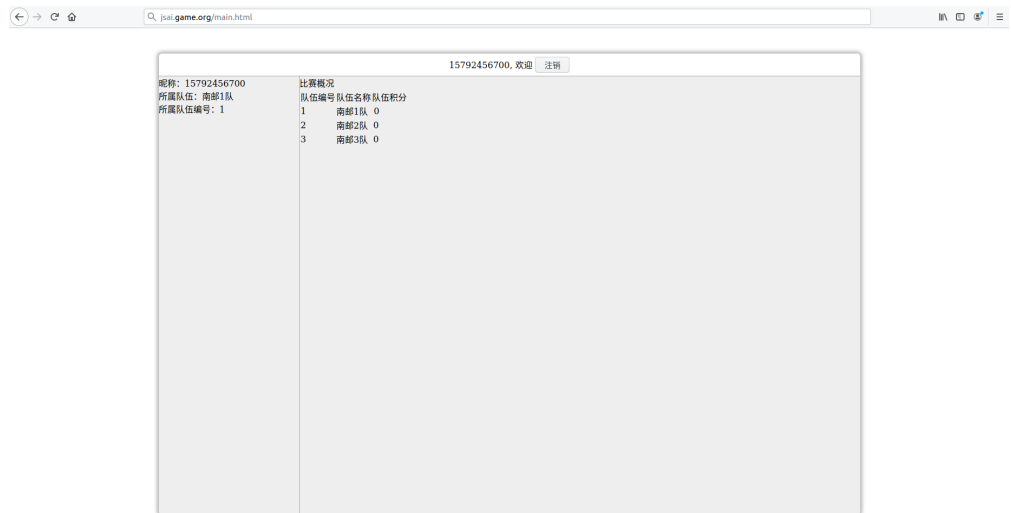 jsai.game.org/main.html
15792456700, 欢迎 注销
昵称：15792456700
所属队伍：南邮1队
所属队伍编号：1
比赛概况
队伍编号 队伍名称 队伍积分
1 南邮1队 0
2 南邮2队 0
3 南邮3队 0